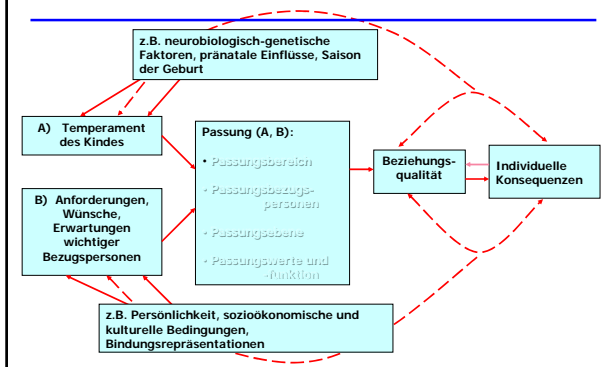 z.B. neurobiologisch-genetische
Faktoren, pränatale Einflüsse, Saison
der Geburt
A) Temperament
des Kindes
B) Anforderungen,
Wünsche,
Erwartungen
wichtiger
Bezugspersonen
Passung (A, B):
• Passungsbereich
• Passungsbezugs-
personen
• Passungsebene
• Passungswerte und
-funktion
Beziehungs-
qualität
Individuelle
Konsequenzen
z.B. Persönlichkeit, sozioökonomische und
kulturelle Bedingungen,
Bindungsrepräsentationen